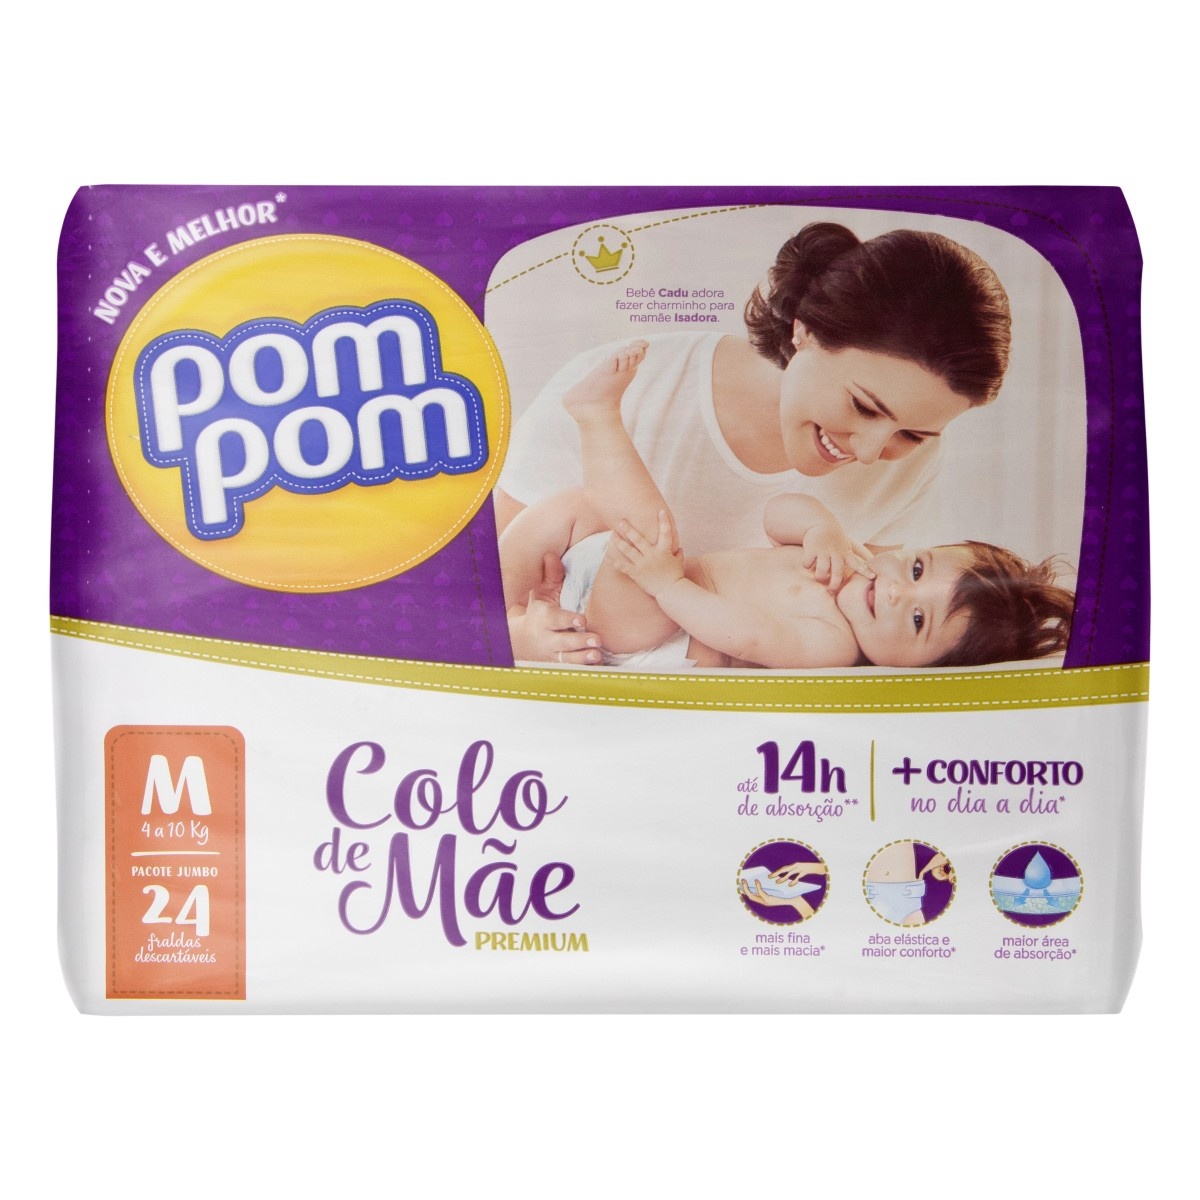 NOVA E MELHOR*
pom
pom
Bebê Cadu adora
fazer charminho para
mamãe Isadora.
M
4 a 10 Kg
PACOTE JUMBO
24
fraldas
descartáveis
Colo
de Mãe
PREMIUM
até 14h
de absorção**
+CONFORTO
no dia a dia*
mais fina
e mais macia*
aba elástica e
maior conforto*
maior área
de absorção*